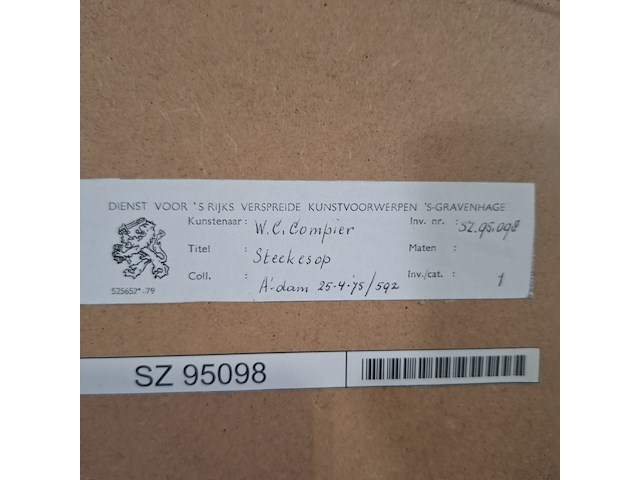 DIENST VOOR 'S RIJKS VERSPREIDE KUNSTVOORWERPEN 'S-GRAVENHAGE
Kunstenaar : W.C. Compier Inv. nr. : SZ.95.098
Titel : Steekesop Maten :
Coll. : A'dam 25-4-'75/592 Inv./cat. : 1
525652*-79
SZ 95098